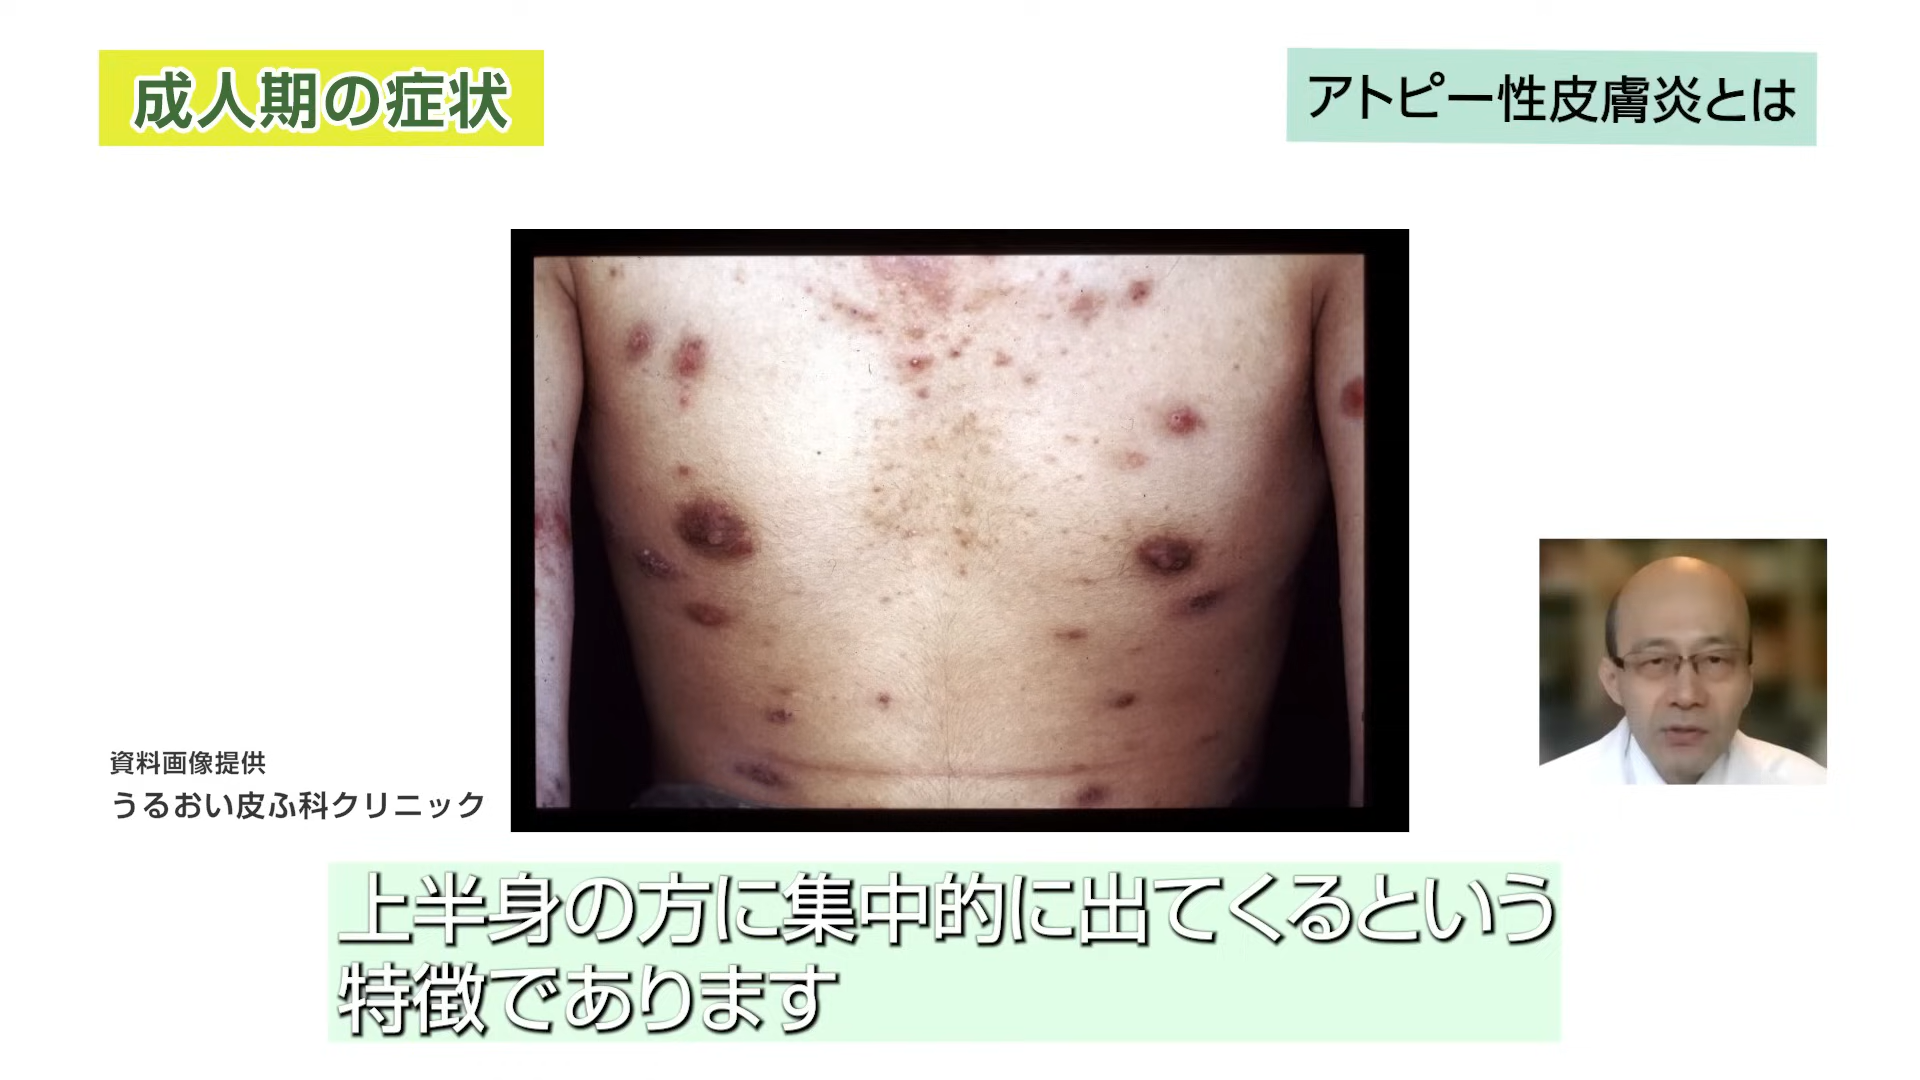 成人期の症状
アトピー性皮膚炎とは
資料画像提供
うるおい皮ふ科クリニック
上半身の方に集中的に出てくるという
特徴であります